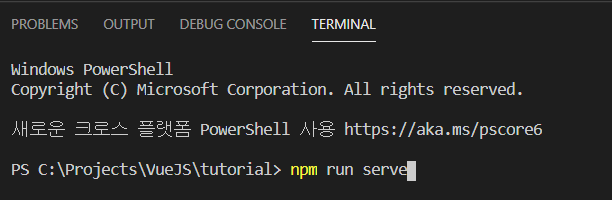 PROBLEMS OUTPUT DEBUG CONSOLE TERMINAL
Windows PowerShell
Copyright (C) Microsoft Corporation. All rights reserved.
새로운 크로스 플랫폼 PowerShell 사용 https://aka.ms/pscore6
PS C:\Projects\VueJS\tutorial> npm run serve